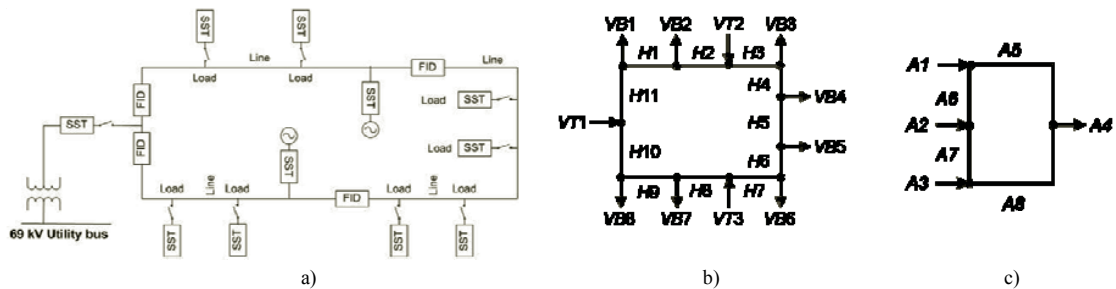 SST
SST
Line
Line
Load
Load
FID
SST
Load
SST
FID
SST
Load
SST
FID
SST
Load
Line
Load
FID
Load
Line
Load
SST
SST
SST
SST
69 kV Utility bus
a)
VB1 VB2 VT2 VB3
H1 H2 H3
H4
H11
VB4
VT1
H5
VB5
H10
H6
H9 H8 H7
VB8 VB7 VT3 VB6
b)
A5
A1
A6
A2
A4
A7
A3
A8
c)